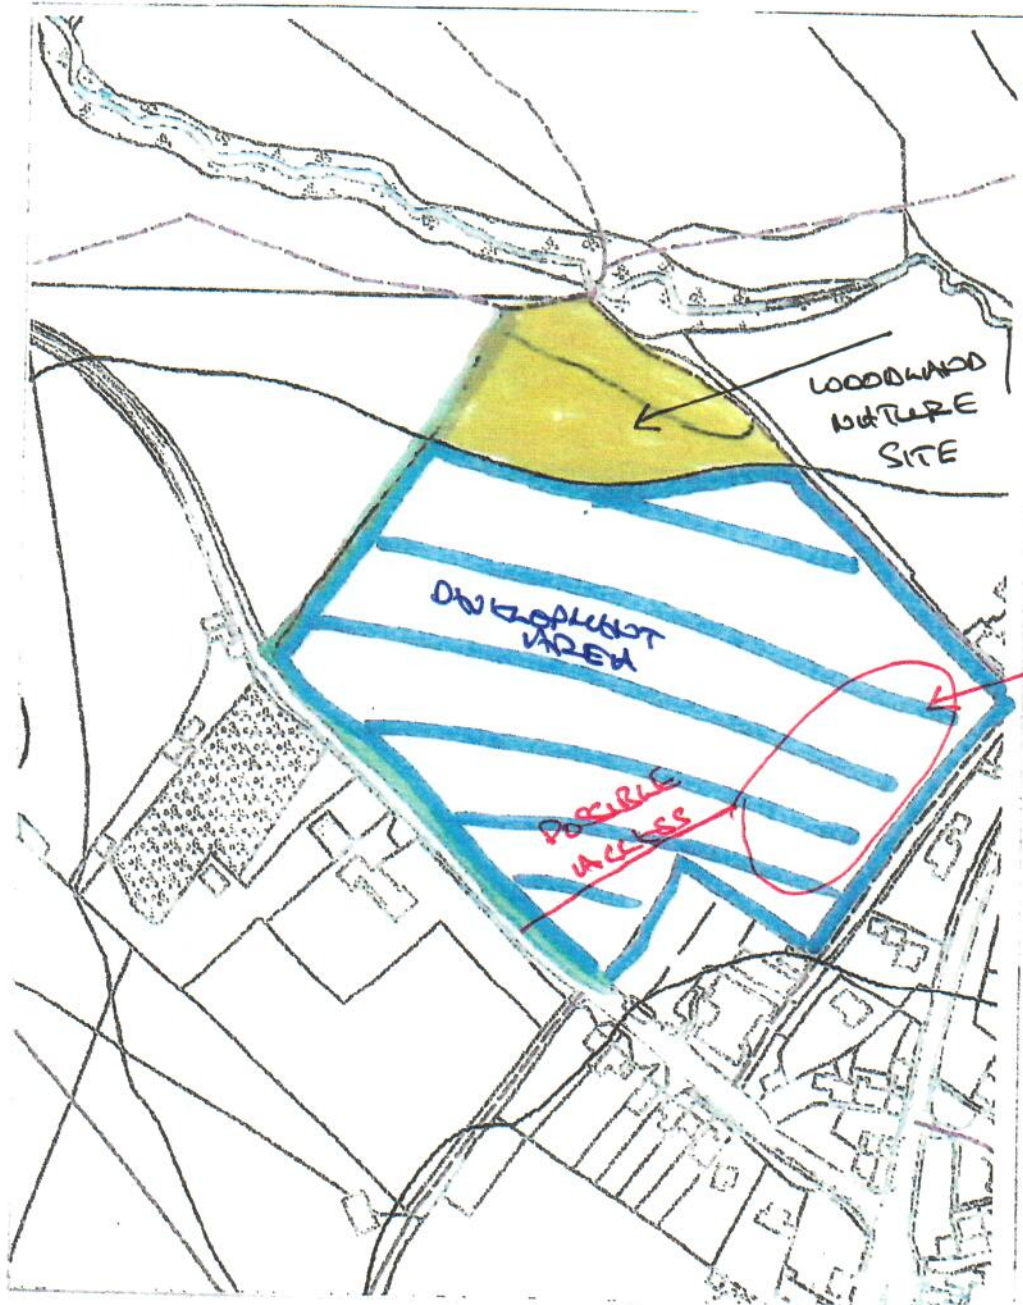 WOODLAND
NATURE
SITE
DEVELOPMENT
AREA
POSSIBLE
ACCESS